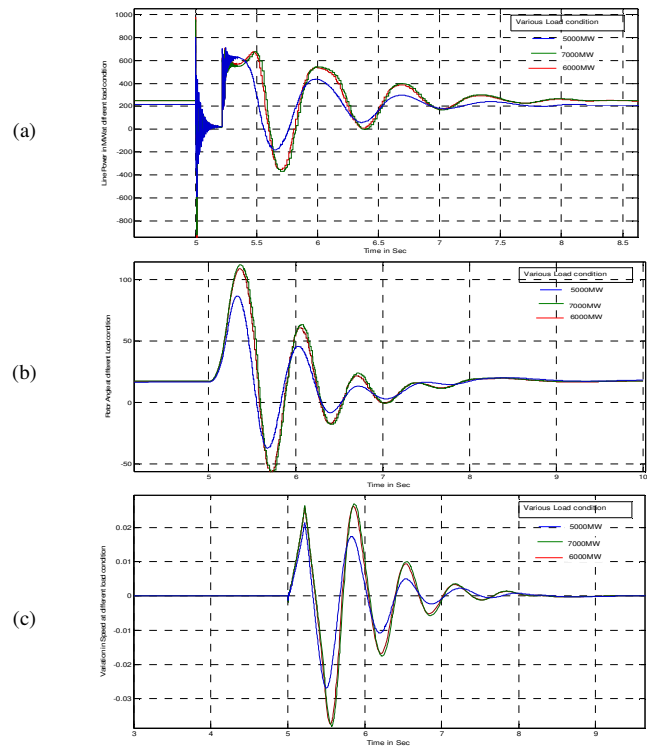 (a)
Line Power in MWat different load condition
1000
800
600
400
200
0
-200
-400
-600
-800
Various Load condition
5000MW
7000MW
6000MW
5
5.5
6
6.5
7
7.5
8
8.5
Time in Sec
(b)
Rotor Angle at different Load condition
100
50
0
-50
Various Load condition
5000MW
7000MW
6000MW
5
6
7
8
9
10
Time in Sec
(c)
Variation in Speed at different load condition
0.02
0.01
0
-0.01
-0.02
-0.03
Various Load condition
5000MW
7000MW
6000MW
3
4
5
6
7
8
9
Time in Sec